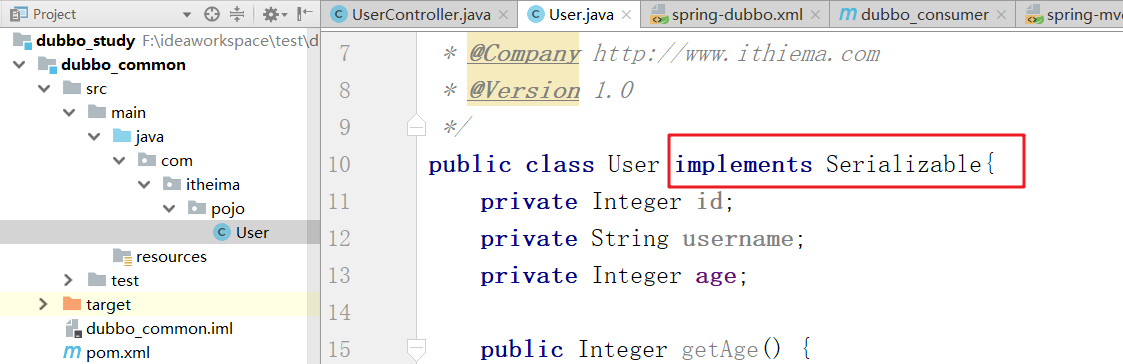 Project
UserController.java
User.java
spring-dubbo.xml
dubbo_consumer
spring-mv
dubbo_study F:\ideaworkspace\test\d
dubbo_common
src
main
java
com
itheima
pojo
User
resources
test
target
dubbo_common.iml
pom.xml
7 * @Company http://www.ithiema.com
8 * @Version 1.0
9 */
10 public class User implements Serializable{
11 private Integer id;
12 private String username;
13 private Integer age;
14
15 public Integer getAge() {